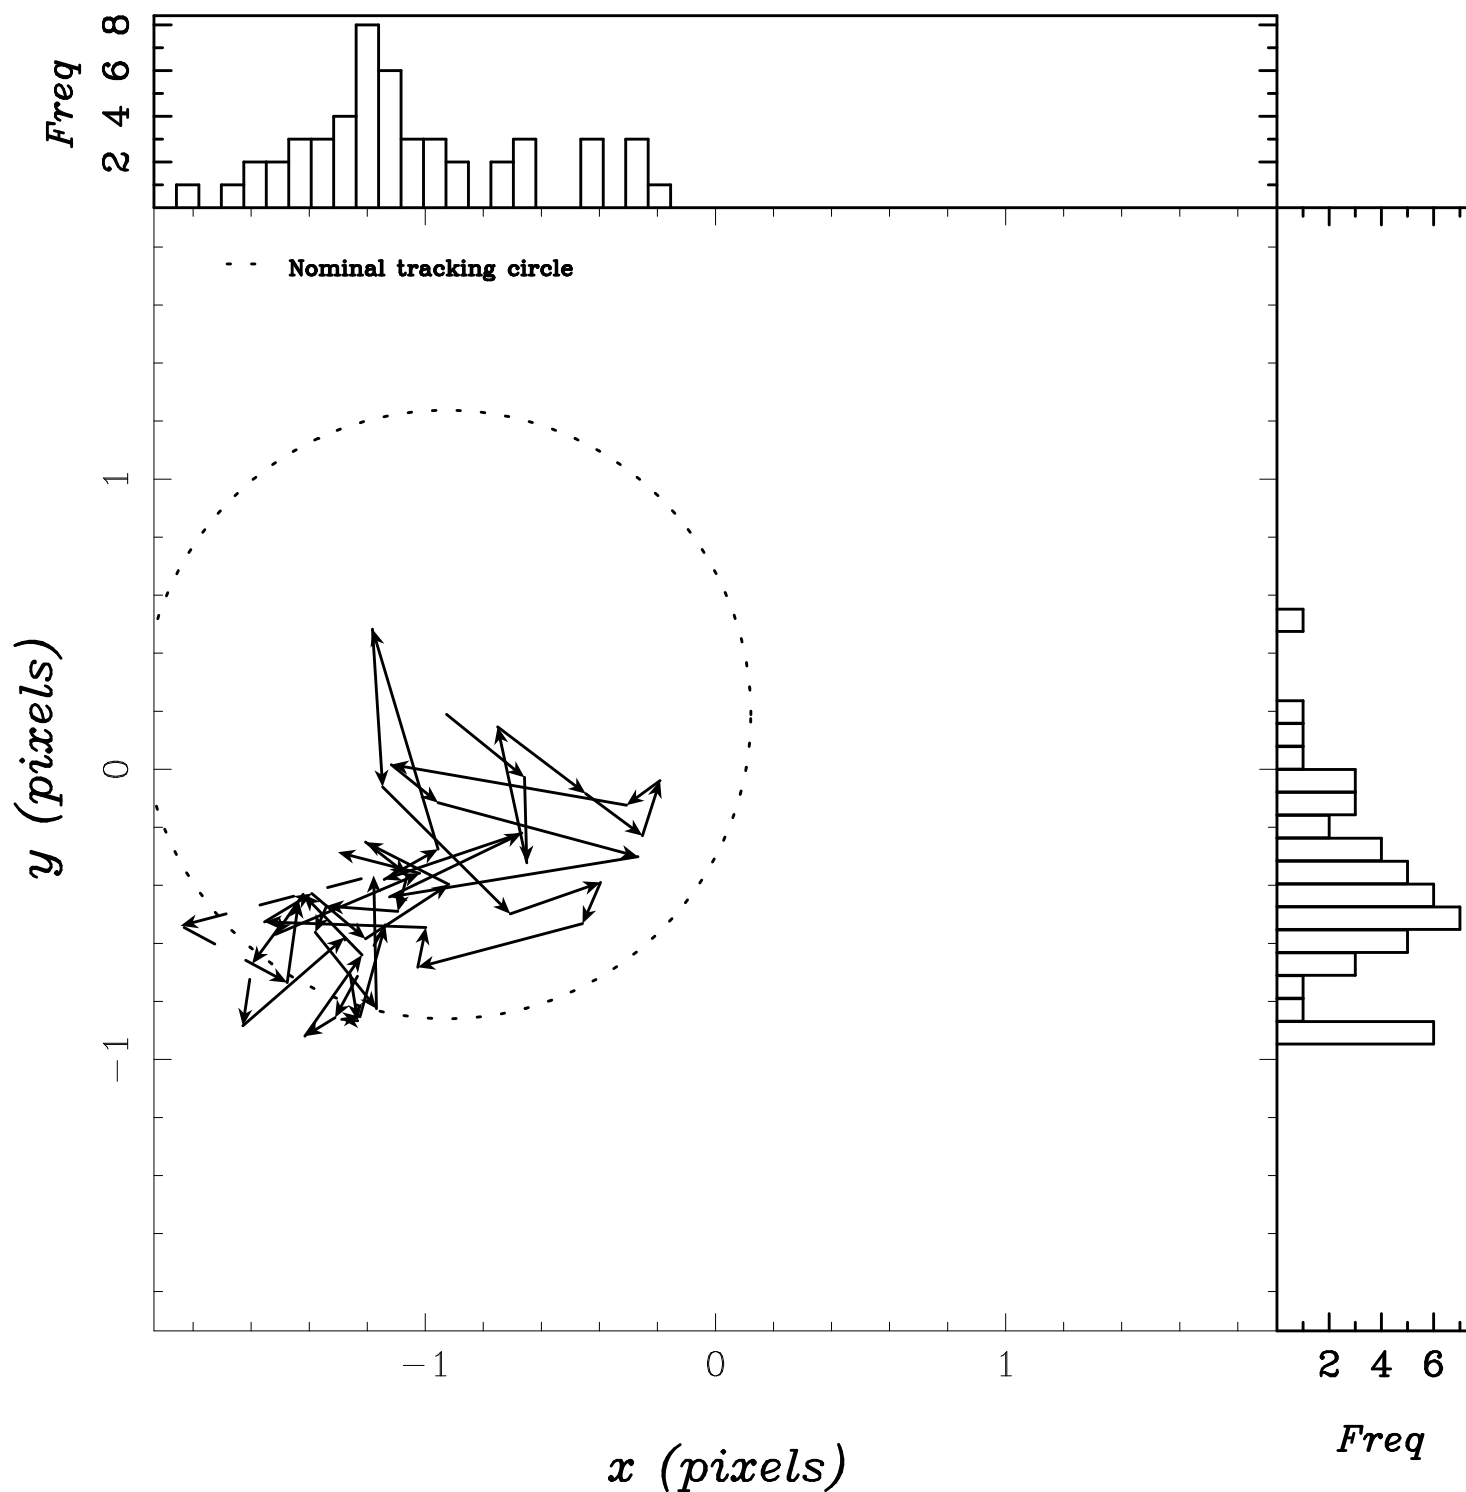 Freq
8
6
4
2
Nominal tracking circle
2 4 6
Freq
y (pixels)
1
0
−1
−1 0 1
x (pixels)